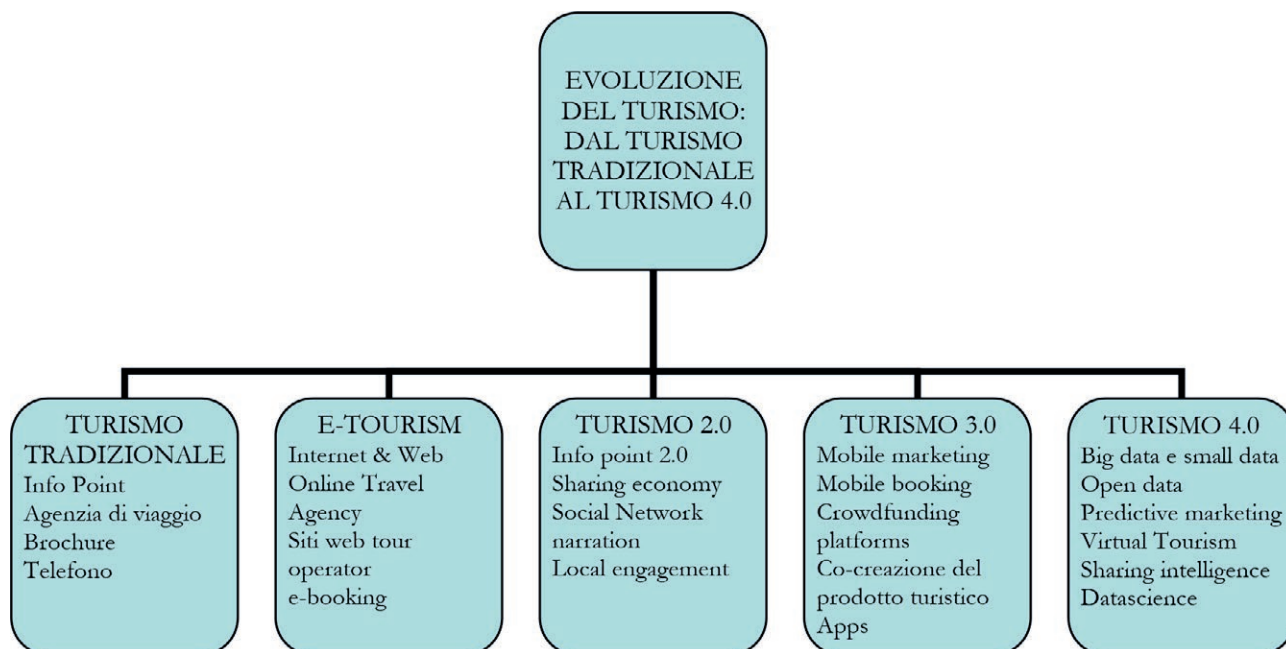 EVOLUZIONE
DEL TURISMO:
DAL TURISMO
TRADIZIONALE
AL TURISMO 4.0
TURISMO
TRADIZIONALE
Info Point
Agenzia di viaggio
Brochure
Telefono
E-TOURISM
Internet & Web
Online Travel
Agency
Siti web tour
operator
e-booking
TURISMO 2.0
Info point 2.0
Sharing economy
Social Network
narration
Local engagement
TURISMO 3.0
Mobile marketing
Mobile booking
Crowdfunding
platforms
Co-creazione del
prodotto turistico
Apps
TURISMO 4.0
Big data e small data
Open data
Predictive marketing
Virtual Tourism
Sharing intelligence
Datascience